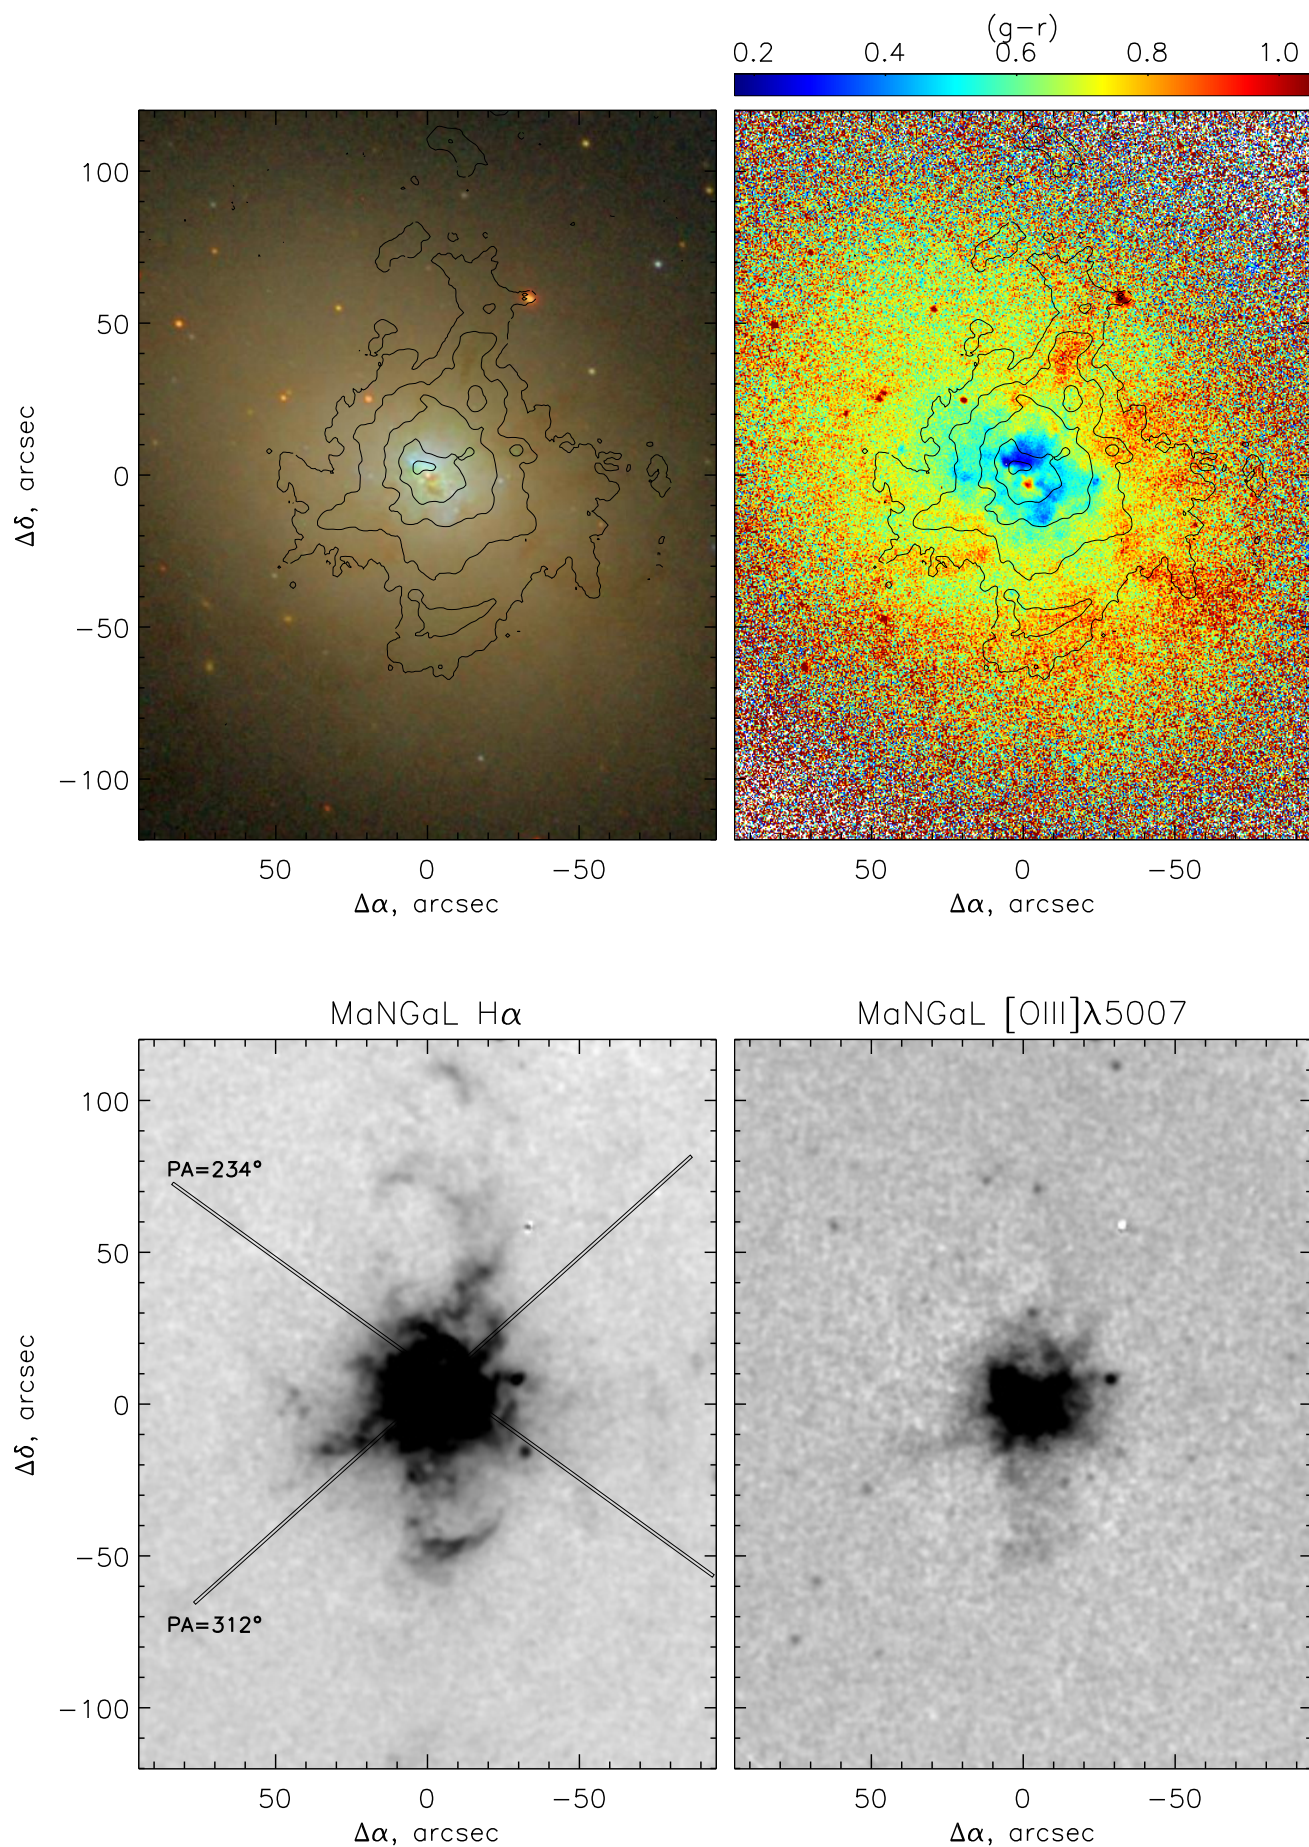 (g-r)
0.2 0.4 0.6 0.8 1.0
100
50
0
−50
−100
Δδ, arcsec
50 0 −50
Δα, arcsec
50 0 −50
Δα, arcsec
MaNGaL Hα
MaNGaL [OIII]λ5007
100
50
0
−50
−100
Δδ, arcsec
PA=234°
PA=312°
50 0 −50
Δα, arcsec
50 0 −50
Δα, arcsec